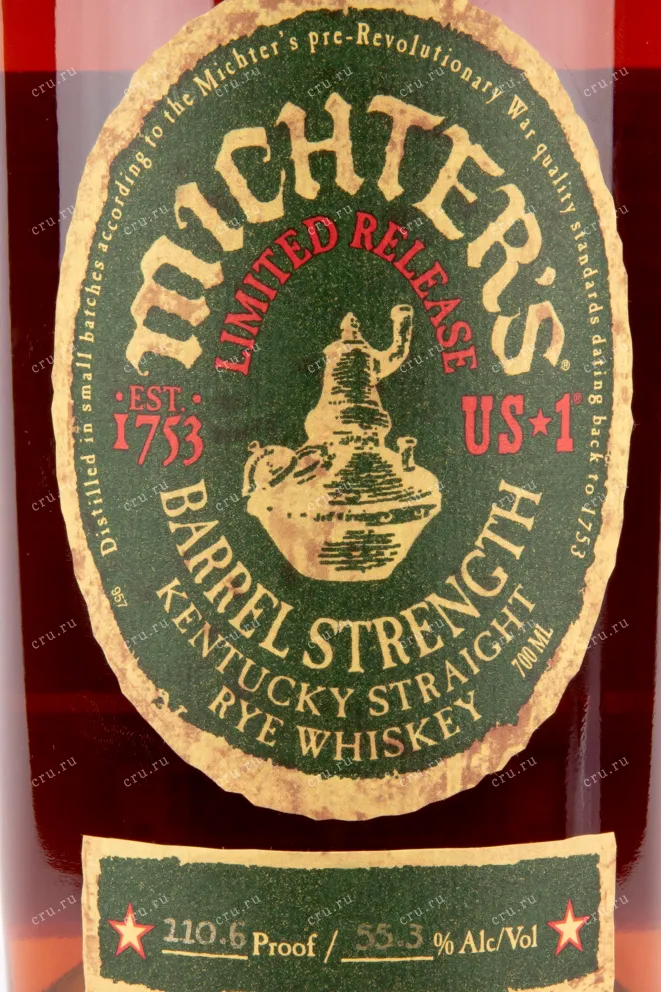 Distilled in small batches according to the Michter's pre-Revolutionary War quality standards dating back to 1753
MICHTER'S®
LIMITED RELEASE
·EST.·
1753
US★1®
BARREL STRENGTH
KENTUCKY STRAIGHT
RYE WHISKEY
957
700 ML
110.6 Proof / 55.3 % Alc/Vol
cru.ru